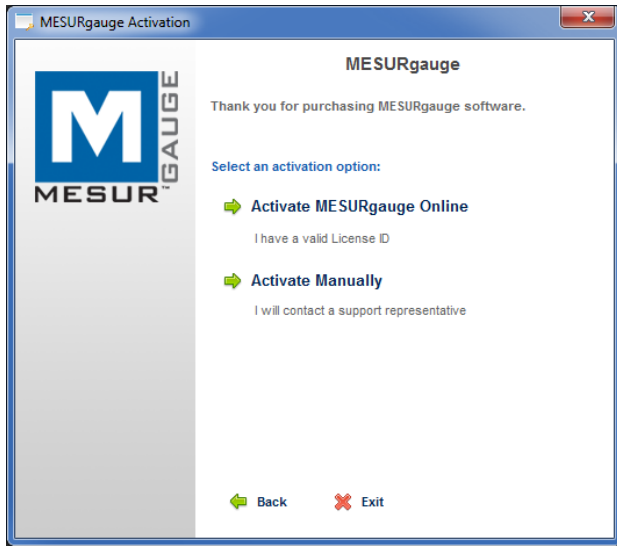 MESURgauge Activation
M
MESUR™
GAUGE
MESURgauge
Thank you for purchasing MESURgauge software.
Select an activation option:
Activate MESURgauge Online
I have a valid License ID
Activate Manually
I will contact a support representative
Back
Exit